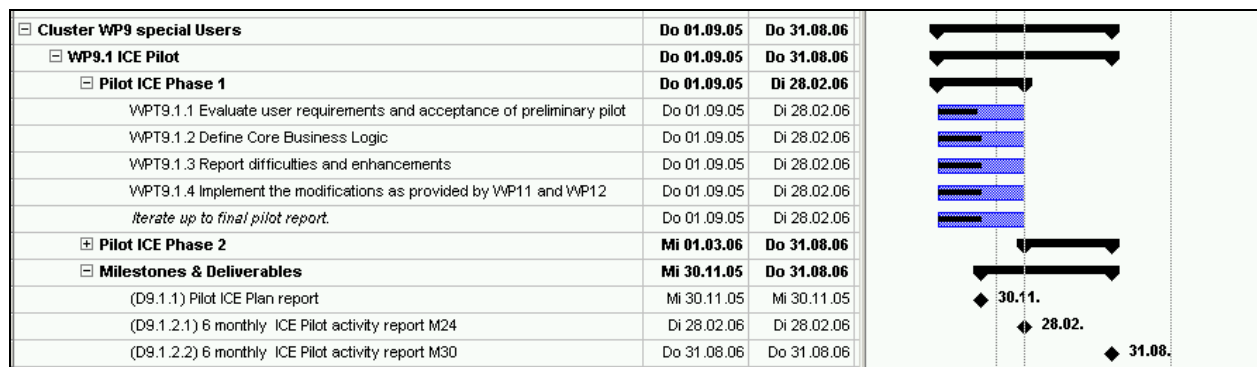 Cluster WP9 special Users Do 01.09.05 Do 31.08.06
WP9.1 ICE Pilot Do 01.09.05 Do 31.08.06
Pilot ICE Phase 1 Do 01.09.05 Di 28.02.06
WPT9.1.1 Evaluate user requirements and acceptance of preliminary pilot Do 01.09.05 Di 28.02.06
WPT9.1.2 Define Core Business Logic Do 01.09.05 Di 28.02.06
WPT9.1.3 Report difficulties and enhancements Do 01.09.05 Di 28.02.06
WPT9.1.4 Implement the modifications as provided by WP11 and WP12 Do 01.09.05 Di 28.02.06
Iterate up to final pilot report. Do 01.09.05 Di 28.02.06
Pilot ICE Phase 2 Mi 01.03.06 Do 31.08.06
Milestones & Deliverables Mi 30.11.05 Do 31.08.06
(D9.1.1) Pilot ICE Plan report Mi 30.11.05 Mi 30.11.05 30.11.
(D9.1.2.1) 6 monthly ICE Pilot activity report M24 Di 28.02.06 Di 28.02.06 28.02.
(D9.1.2.2) 6 monthly ICE Pilot activity report M30 Do 31.08.06 Do 31.08.06 31.08.